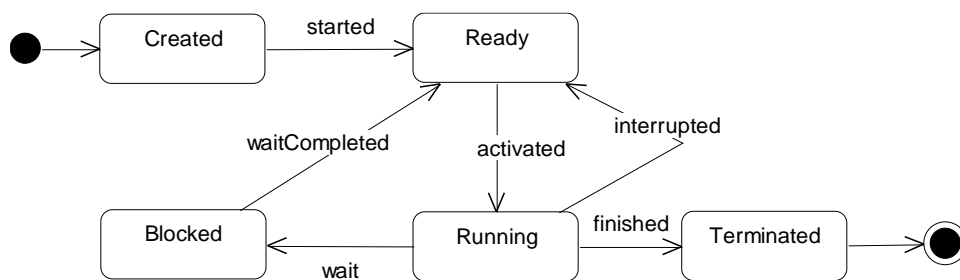 Created
started
Ready
waitCompleted
activated
interrupted
Blocked
wait
Running
finished
Terminated